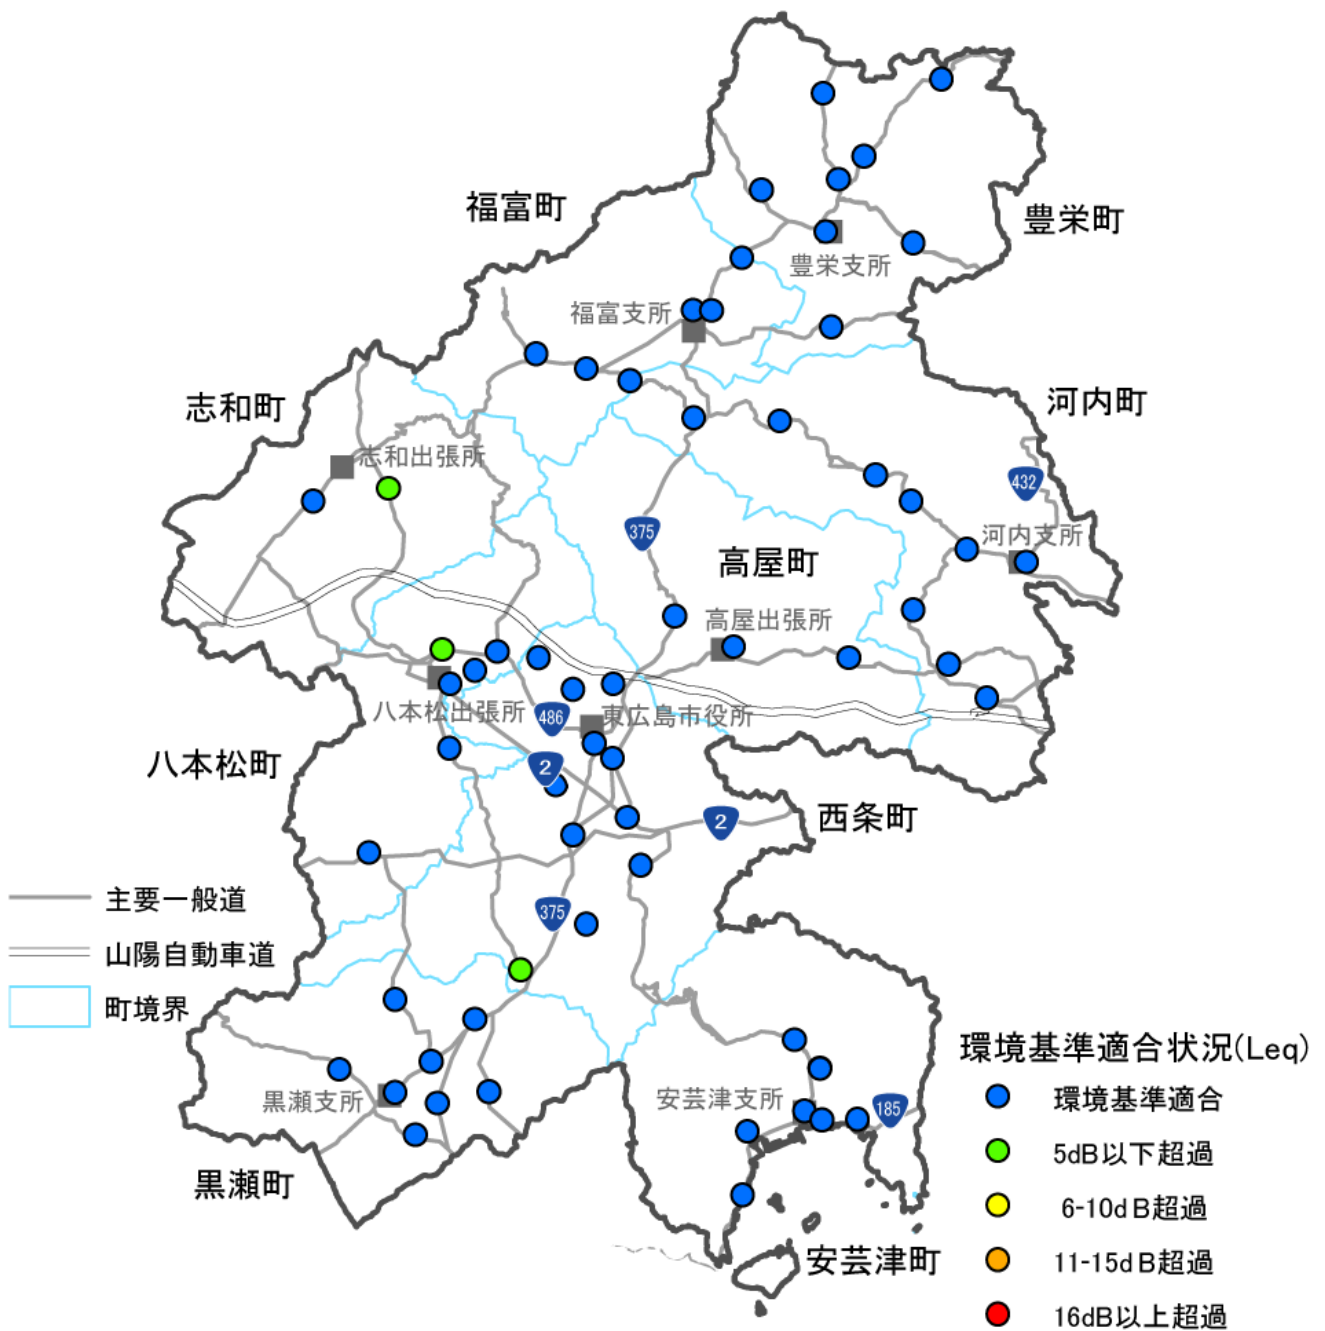 福富町
豊栄町
豊栄支所
福富支所
志和町
河内町
志和出張所
432
375
河内支所
高屋町
高屋出張所
八本松出張所
486
東広島市役所
八本松町
2
西条町
2
主要一般道
375
山陽自動車道
町境界
環境基準適合状況(Leq)
環境基準適合
黒瀬支所
安芸津支所
185
5dB以下超過
黒瀬町
6-10dB超過
安芸津町
11-15dB超過
16dB以上超過